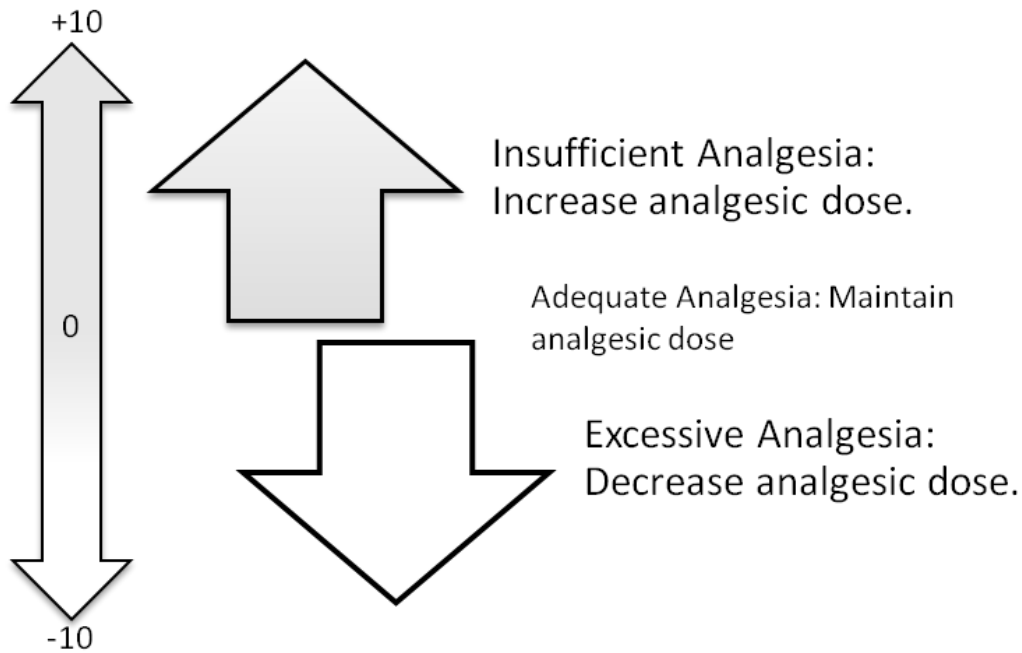 +10
Insufficient Analgesia:
Increase analgesic dose.
Adequate Analgesia: Maintain
analgesic dose
0
Excessive Analgesia:
Decrease analgesic dose.
-10